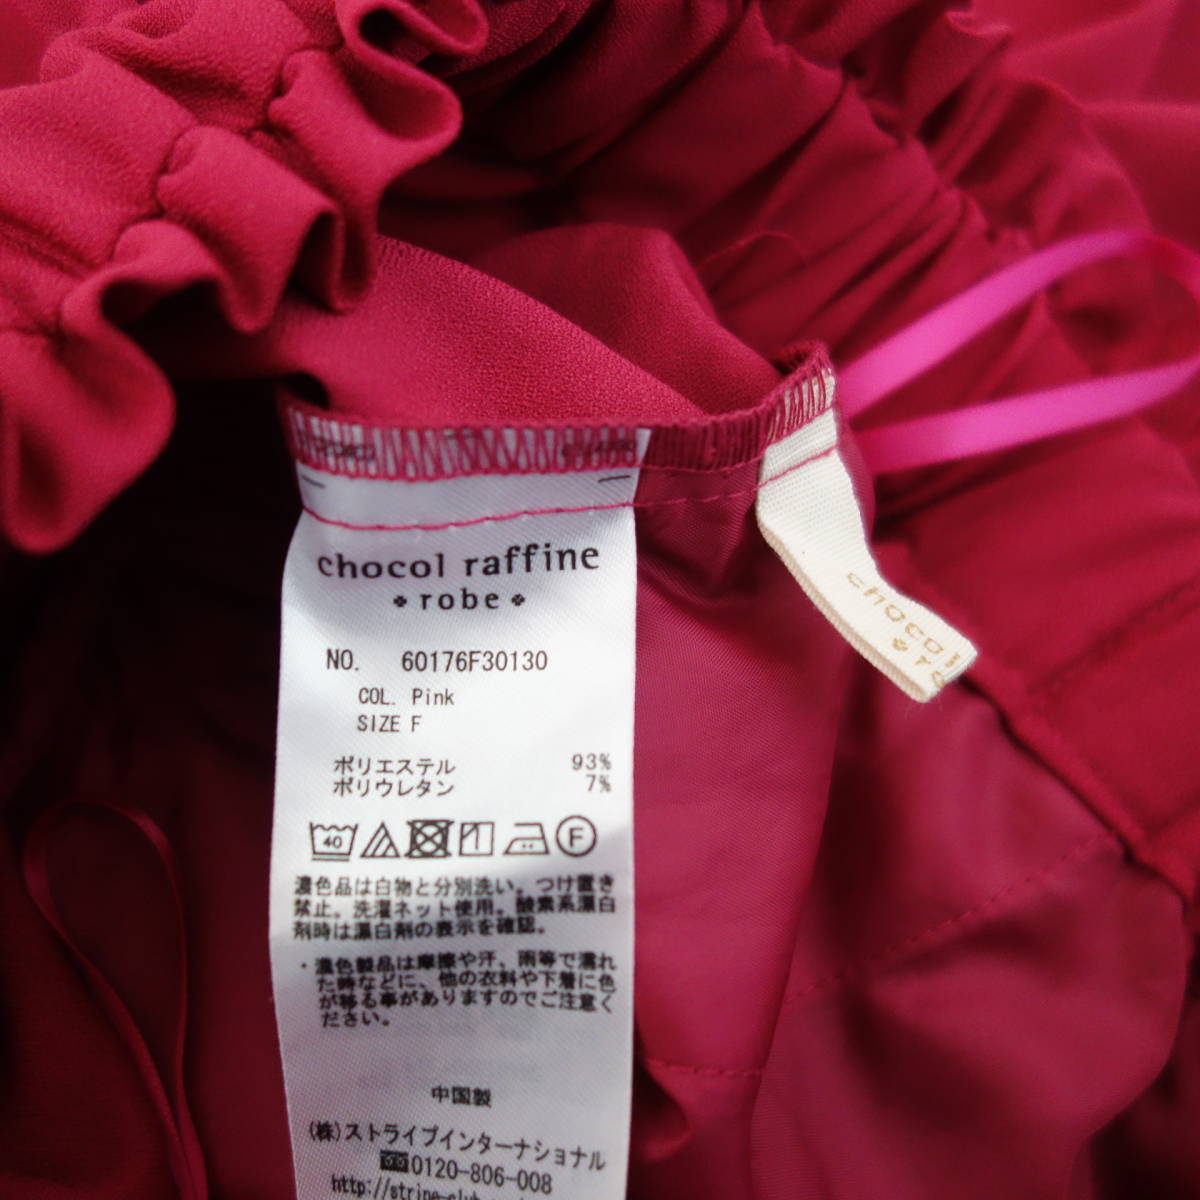 chocol raffine
robe
NO. 60176F30130
COL. Pink
SIZE F
ポリエステル 93%
ポリウレタン 7%
40
F
濃色品は白物と分別洗い。つけ置き
禁止。洗濯ネット使用。酸素系漂白
剤時は漂白剤の表示を確認。
・濃色製品は摩擦や汗、雨等で濡れ
た時などに、他の衣料や下着に色
が移る事がありますのでご注意く
ださい。
中国製
(株)ストライプインターナショナル
0120-806-008
chocol